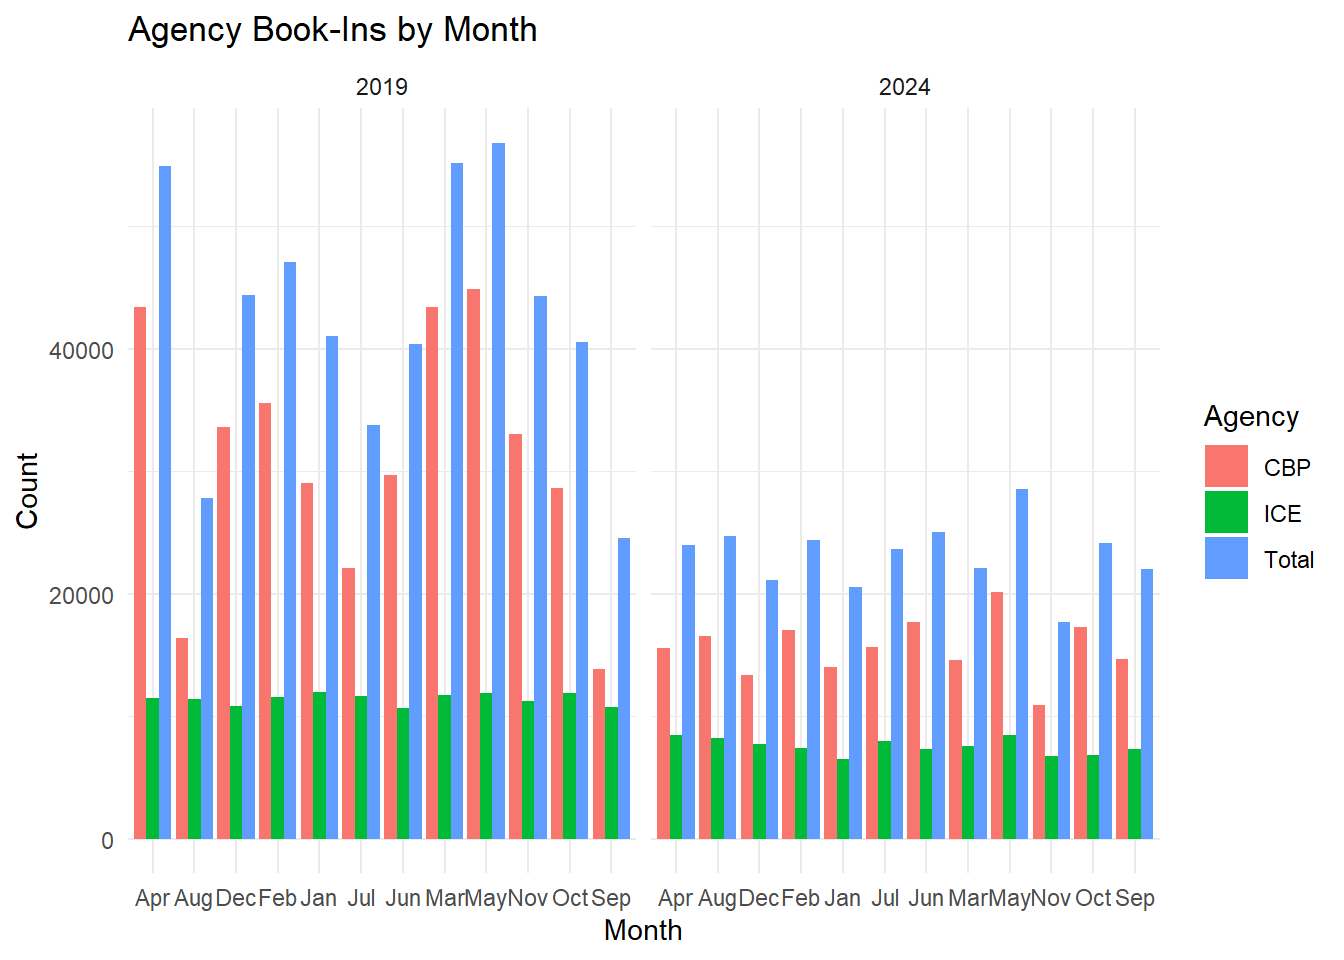 Agency Book-Ins by Month
2019
2024
40000
20000
0
Count
Apr Aug Dec Feb Jan Jul Jun Mar May Nov Oct Sep
Apr Aug Dec Feb Jan Jul Jun Mar May Nov Oct Sep
Month
Agency
CBP
ICE
Total